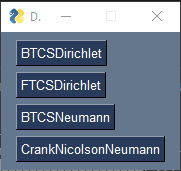 D.
BTCSDirichlet
FTCSDirichlet
BTCSNeumann
CrankNicolsonNeumann